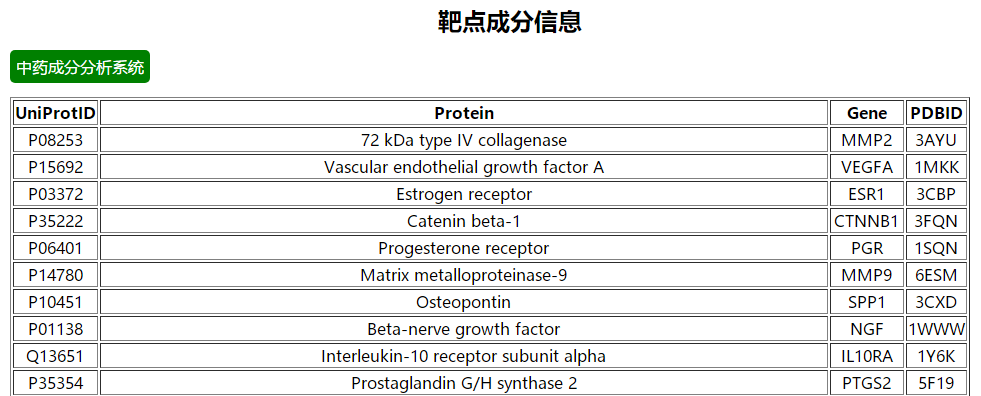 靶点成分信息
中药成分分析系统
UniProtID Protein Gene PDBID
P08253 72 kDa type IV collagenase MMP2 3AYU
P15692 Vascular endothelial growth factor A VEGFA 1MKK
P03372 Estrogen receptor ESR1 3CBP
P35222 Catenin beta-1 CTNNB1 3FQN
P06401 Progesterone receptor PGR 1SQN
P14780 Matrix metalloproteinase-9 MMP9 6ESM
P10451 Osteopontin SPP1 3CXD
P01138 Beta-nerve growth factor NGF 1WWW
Q13651 Interleukin-10 receptor subunit alpha IL10RA 1Y6K
P35354 Prostaglandin G/H synthase 2 PTGS2 5F19